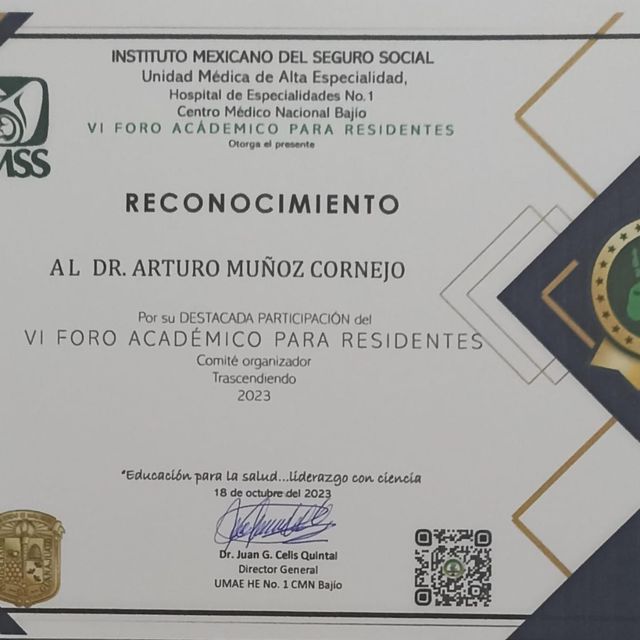 INSTITUTO MEXICANO DEL SEGURO SOCIAL
Unidad Médica de Alta Especialidad,
Hospital de Especialidades No.1
Centro Médico Nacional Bajío
VI FORO ACÁDEMICO PARA RESIDENTES
Otorga el presente
MSS
RECONOCIMIENTO
AL DR. ARTURO MUÑOZ CORNEJO
Por su DESTACADA PARTICIPACIÓN del
VI FORO ACADÉMICO PARA RESIDENTES
Comité organizador
Trascendiendo
2023
"Educación para la salud...liderazgo con ciencia
18 de octubre del 2023
Dr. Juan G. Celis Quintal
Director General
UMAE HE No. 1 CMN Bajío